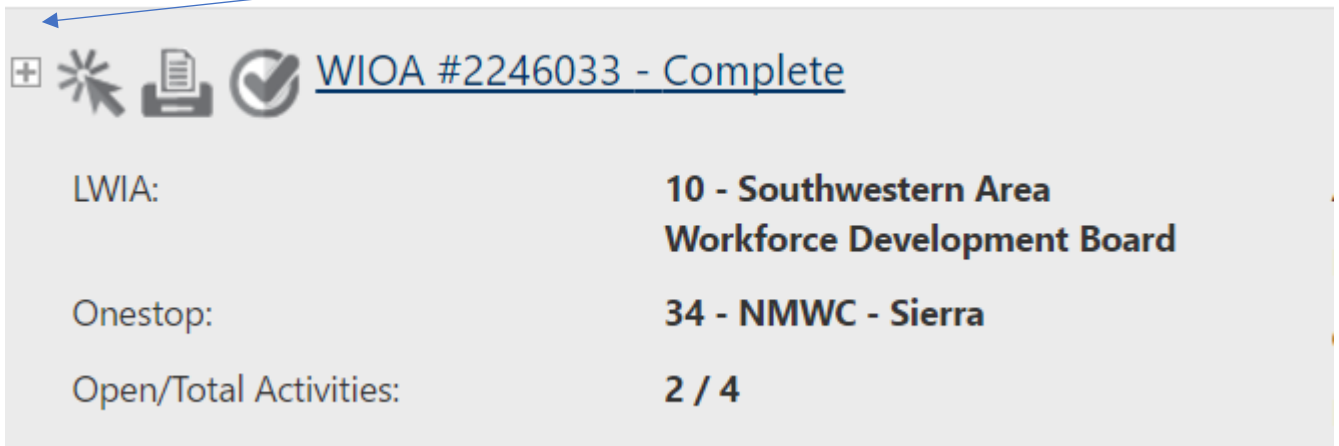 WIOA #2246033 - Complete
LWIA: 10 - Southwestern Area
Workforce Development Board
Onestop: 34 - NMWC - Sierra
Open/Total Activities: 2 / 4